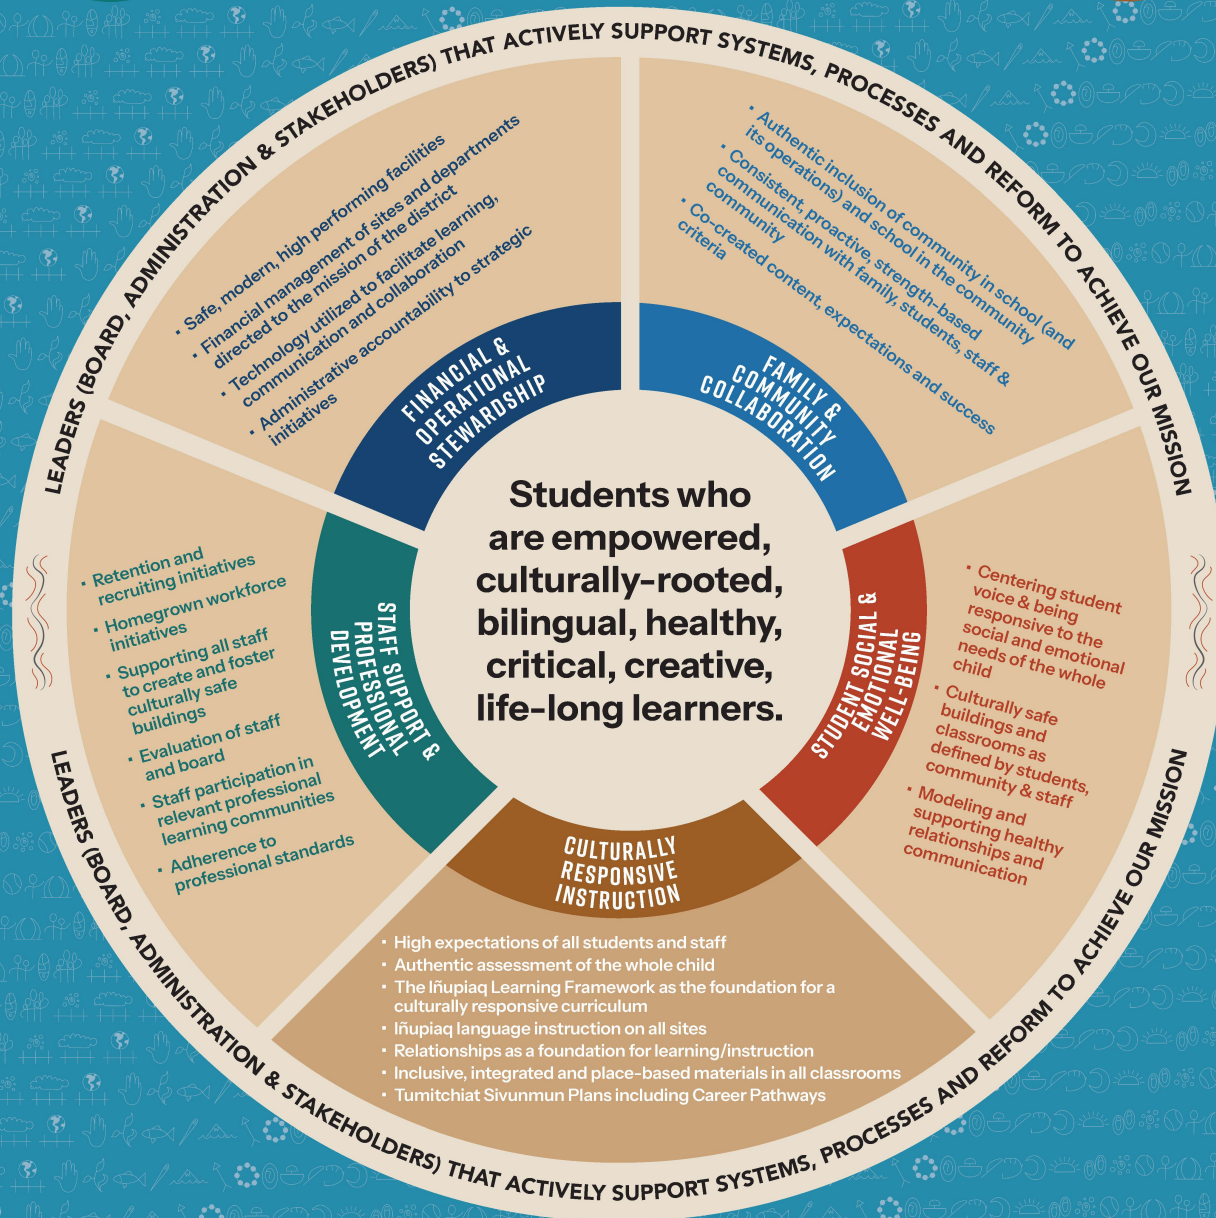 LEADERS (BOARD, ADMINISTRATION & STAKEHOLDERS) THAT ACTIVELY SUPPORT SYSTEMS, PROCESSES AND REFORM TO ACHIEVE OUR MISSION
· Safe, modern, high performing facilities
· Financial management of sites and departments
directed to the mission of the district
· Technology utilized to facilitate learning,
communication and collaboration
· Administrative accountability to strategic
initiatives
FINANCIAL &
OPERATIONAL
STEWARDSHIP
· Authentic inclusion of community in school (and
its operations) and school in the community
· Consistent, proactive, strength-based
communication with family, students, staff &
community
· Co-created content, expectations and success
criteria
FAMILY &
COMMUNITY
COLLABORATION
Students who
are empowered,
culturally-rooted,
bilingual, healthy,
critical, creative,
life-long learners.
· Retention and
recruiting initiatives
· Homegrown workforce
initiatives
· Supporting all staff
to create and foster
culturally safe
buildings
· Evaluation of staff
and board
· Staff participation in
relevant professional
learning communities
· Adherence to
professional standards
STAFF SUPPORT &
PROFESSIONAL
DEVELOPMENT
STUDENT SOCIAL &
EMOTIONAL
WELL-BEING
· Centering student
voice & being
responsive to the
social and emotional
needs of the whole
child
· Culturally safe
buildings and
classrooms as
defined by students,
community & staff
· Modeling and
supporting healthy
relationships and
communication
CULTURALLY
RESPONSIVE
INSTRUCTION
· High expectations of all students and staff
· Authentic assessment of the whole child
· The Iñupiaq Learning Framework as the foundation for a
culturally responsive curriculum
· Iñupiaq language instruction on all sites
· Relationships as a foundation for learning/instruction
· Inclusive, integrated and place-based materials in all classrooms
· Tumitchiat Sivunmun Plans including Career Pathways
LEADERS (BOARD, ADMINISTRATION & STAKEHOLDERS) THAT ACTIVELY SUPPORT SYSTEMS, PROCESSES AND REFORM TO ACHIEVE OUR MISSION